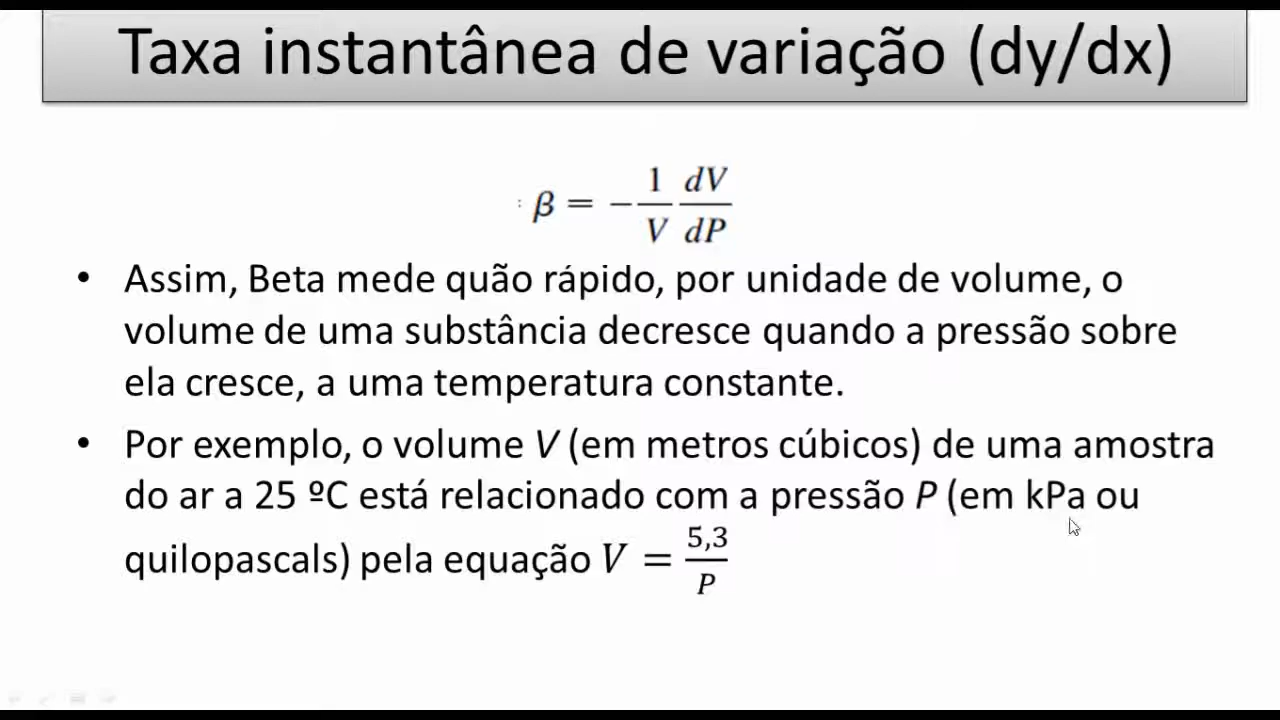 Taxa instantânea de variação (dy/dx)
: β = − 1/V dV/dP
• Assim, Beta mede quão rápido, por unidade de volume, o
volume de uma substância decresce quando a pressão sobre
ela cresce, a uma temperatura constante.
• Por exemplo, o volume V (em metros cúbicos) de uma amostra
do ar a 25 ºC está relacionado com a pressão P (em kPa ou
quilopascals) pela equação V = 5,3/P